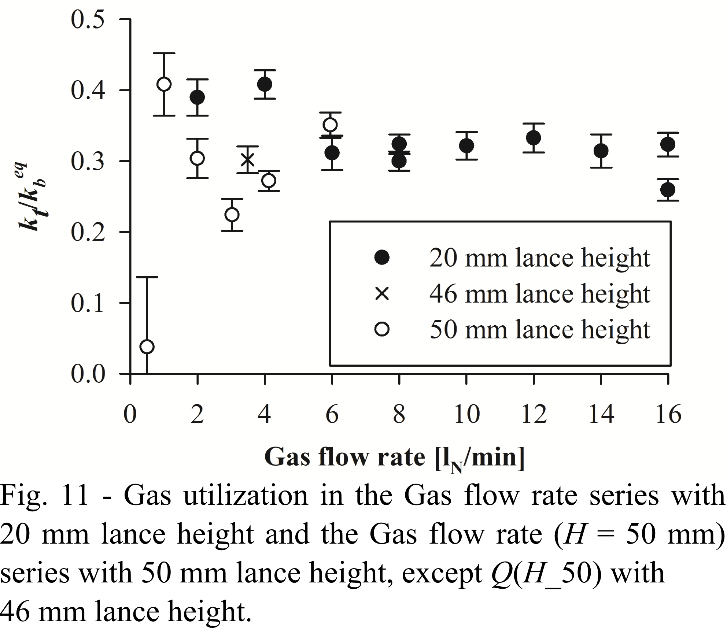 0.5
0.4
0.3
0.2
0.1
0.0
kt/kb^eq
20 mm lance height
46 mm lance height
50 mm lance height
0 2 4 6 8 10 12 14 16
Gas flow rate [lN/min]
Fig. 11 - Gas utilization in the Gas flow rate series with
20 mm lance height and the Gas flow rate (H = 50 mm)
series with 50 mm lance height, except Q(H_50) with
46 mm lance height.